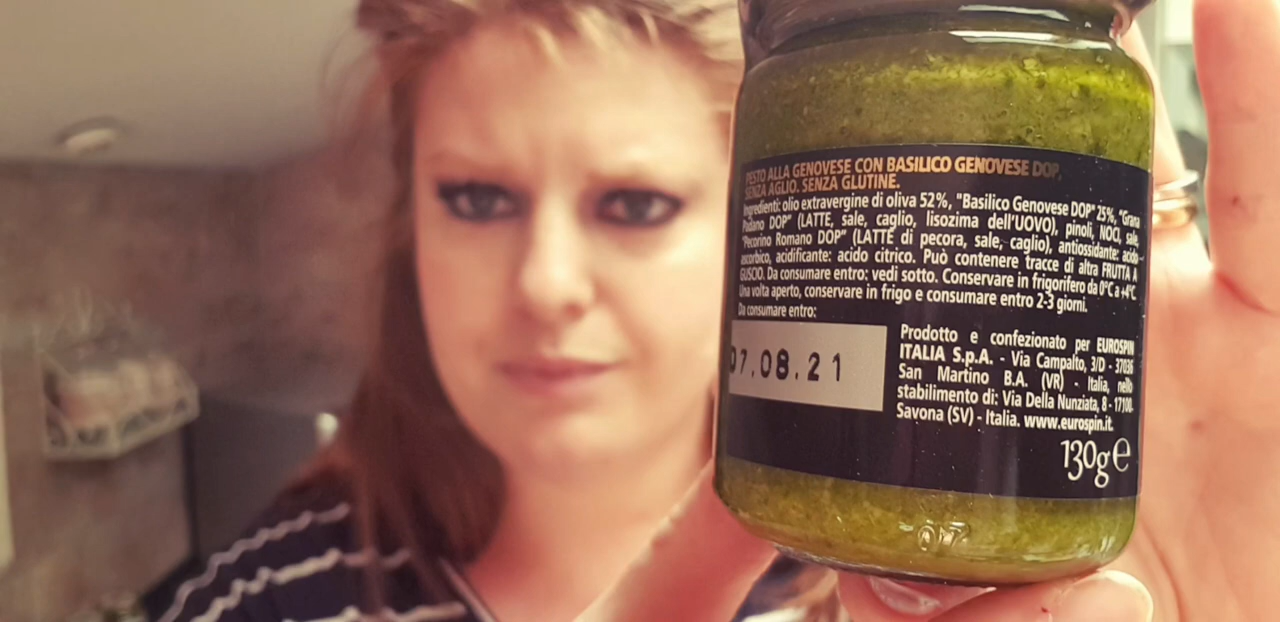 PESTO ALLA GENOVESE CON BASILICO GENOVESE DOP,
SENZA AGLIO. SENZA GLUTINE.
Ingredienti: olio extravergine di oliva 52%, "Basilico Genovese DOP" 25%, "Grana
Padano DOP" (LATTE, sale, caglio, lisozima dell'UOVO), pinoli, NOCI, sale,
"Pecorino Romano DOP" (LATTE di pecora, sale, caglio), antiossidante: acido
ascorbico, acidificante: acido citrico. Può contenere tracce di altra FRUTTA A
GUSCIO. Da consumare entro: vedi sotto. Conservare in frigorifero da 0°C a +4°C.
Una volta aperto, conservare in frigo e consumare entro 2-3 giorni.
Da consumare entro:
07.08.21
Prodotto e confezionato per EUROSPIN
ITALIA S.p.A. - Via Campalto, 3/D - 37036
San Martino B.A. (VR) - Italia, nello
stabilimento di: Via Della Nunziata, 8 - 17100
Savona (SV) - Italia. www.eurospin.it
130g e